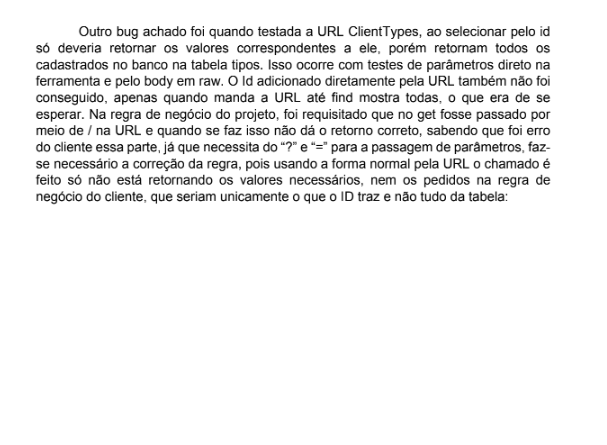 Outro bug achado foi quando testada a URL ClientTypes, ao selecionar pelo id
só deveria retornar os valores correspondentes a ele, porém retornam todos os
cadastrados no banco na tabela tipos. Isso ocorre com testes de parâmetros direto na
ferramenta e pelo body em raw. O Id adicionado diretamente pela URL também não foi
conseguido, apenas quando manda a URL até find mostra todas, o que era de se
esperar. Na regra de negócio do projeto, foi requisitado que no get fosse passado por
meio de / na URL e quando se faz isso não dá o retorno correto, sabendo que foi erro
do cliente essa parte, já que necessita do “?” e “=” para a passagem de parâmetros, faz-
se necessário a correção da regra, pois usando a forma normal pela URL o chamado é
feito só não está retornando os valores necessários, nem os pedidos na regra de
negócio do cliente, que seriam unicamente o que o ID traz e não tudo da tabela: